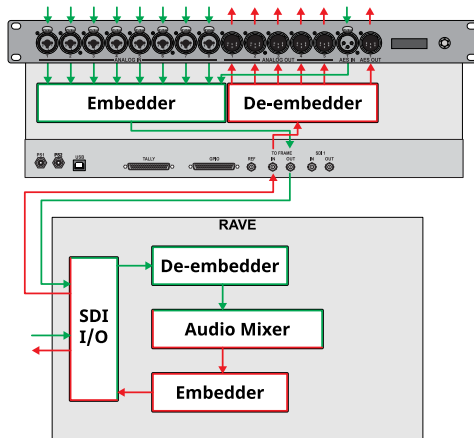 ANALOG IN
ANALOG OUT
AES IN
AES OUT
Embedder
De-embedder
PS1
PS2
USB
TALLY
GPIO
REF
TO FRAME
IN
OUT
SDI 1
IN
OUT
RAVE
SDI
I/O
De-embedder
Audio Mixer
Embedder